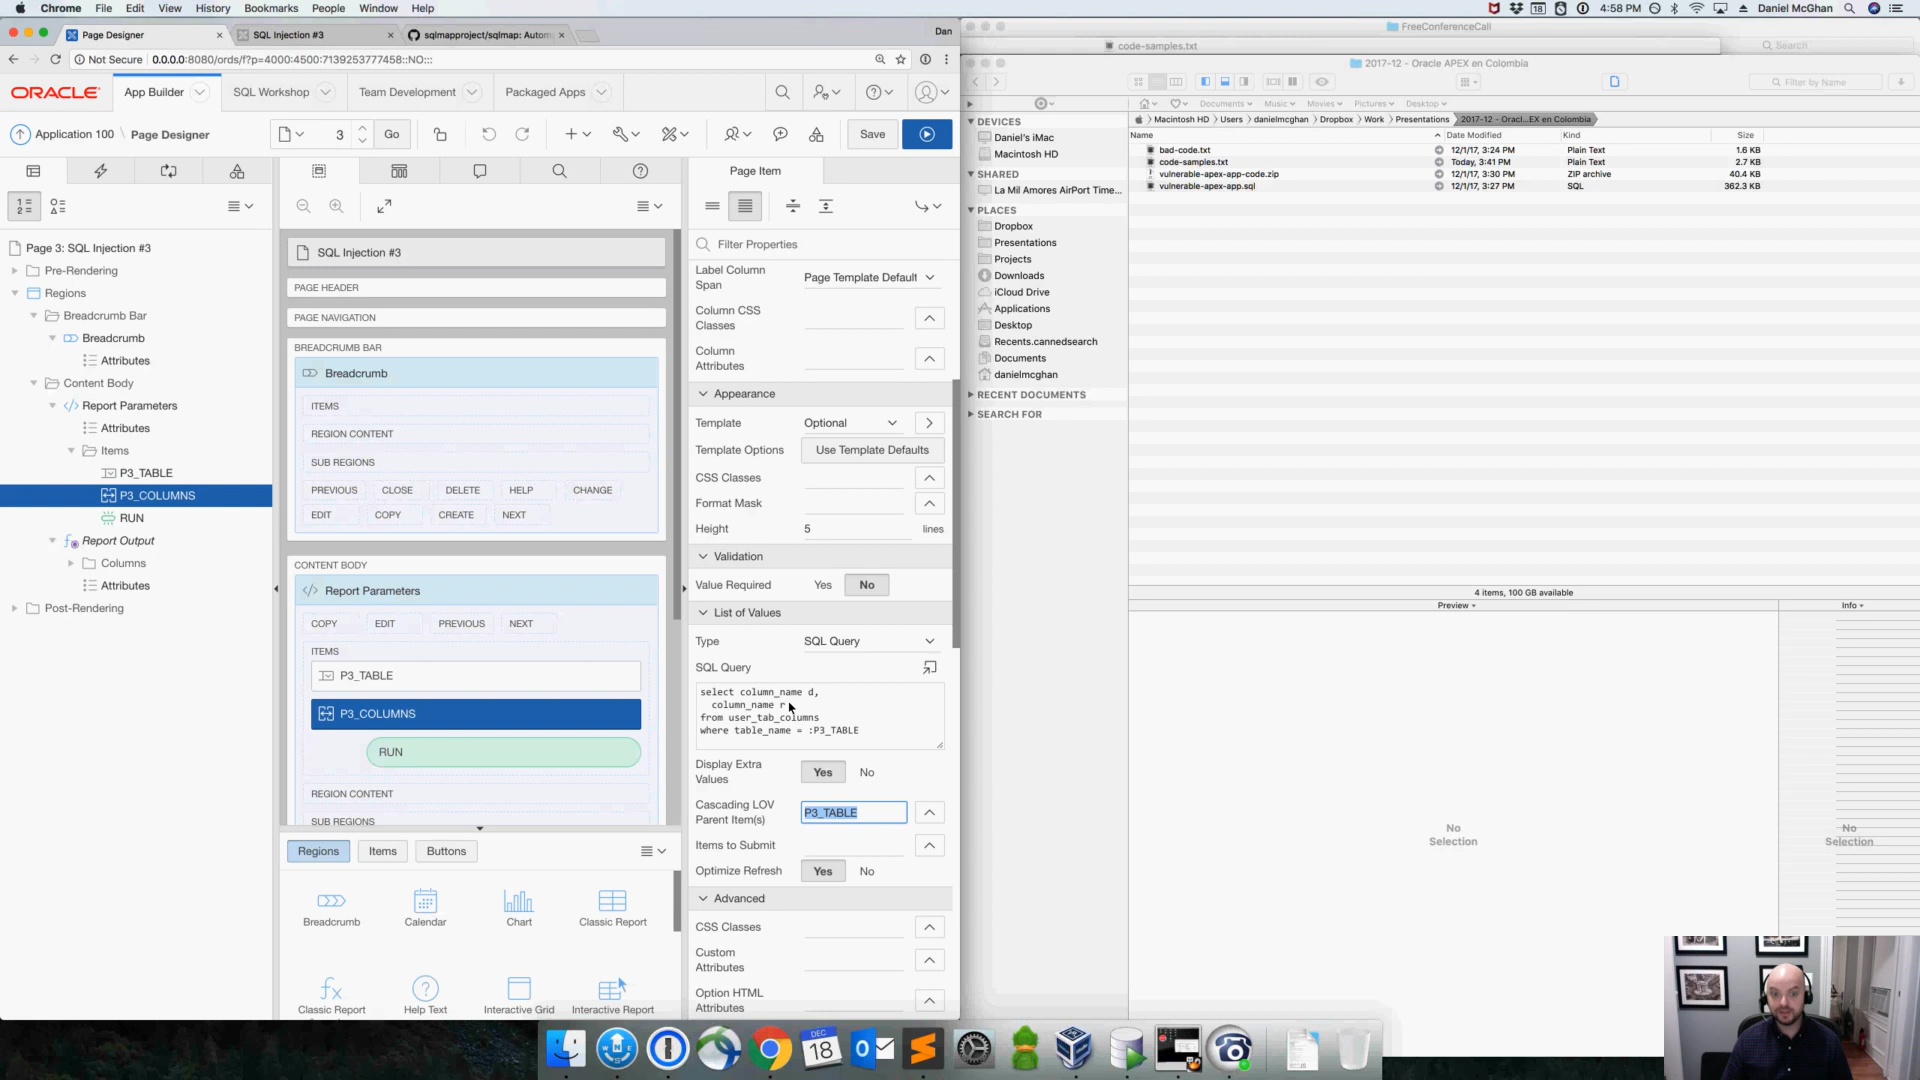 Chrome File Edit View History Bookmarks People Window Help 4:58 PM Daniel McGhan
Page Designer SQL Injection #3 sqlmapproject/sqlmap: Autom Dan
Not Secure 0.0.0.0:8080/ords/f?p=4000:4500:7139253777458::NO:::
ORACLE App Builder SQL Workshop Team Development Packaged Apps
Application 100 \ Page Designer 3 Go Save
Page Item
Page 3: SQL Injection #3
Pre-Rendering
Regions
Breadcrumb Bar
Breadcrumb
Attributes
Content Body
Report Parameters
Attributes
Items
P3_TABLE
P3_COLUMNS
RUN
Report Output
Columns
Attributes
Post-Rendering
SQL Injection #3
PAGE HEADER
PAGE NAVIGATION
BREADCRUMB BAR
Breadcrumb
ITEMS
REGION CONTENT
SUB REGIONS
PREVIOUS CLOSE DELETE HELP CHANGE
EDIT COPY CREATE NEXT
CONTENT BODY
Report Parameters
COPY EDIT PREVIOUS NEXT
ITEMS
P3_TABLE
P3_COLUMNS
RUN
REGION CONTENT
SUB REGIONS
Regions Items Buttons
Breadcrumb Calendar Chart Classic Report
Classic Report Help Text Interactive Grid Interactive Report
Filter Properties
Label Column Span Page Template Default
Column CSS Classes
Column Attributes
Appearance
Template Optional
Template Options Use Template Defaults
CSS Classes
Format Mask
Height 5 lines
Validation
Value Required Yes No
List of Values
Type SQL Query
SQL Query
select column_name d,
column_name r
from user_tab_columns
where table_name = :P3_TABLE
Display Extra Values Yes No
Cascading LOV Parent Item(s) P3_TABLE
Items to Submit
Optimize Refresh Yes No
Advanced
CSS Classes
Custom Attributes
Option HTML Attributes
FreeConferenceCall
code-samples.txt Search
2017-12 - Oracle APEX en Colombia
Filter by Name
Documents Music Movies Pictures Desktop
Macintosh HD Users danielmcghan Dropbox Work Presentations 2017-12 - Oracl...EX en Colombia
DEVICES
Daniel's iMac
Macintosh HD
SHARED
La Mil Amores AirPort Time...
PLACES
Dropbox
Presentations
Projects
Downloads
iCloud Drive
Applications
Desktop
Recents.cannedsearch
Documents
danielmcghan
RECENT DOCUMENTS
SEARCH FOR
Name Date Modified Kind Size
bad-code.txt 12/1/17, 3:24 PM Plain Text 1.6 KB
code-samples.txt Today, 3:41 PM Plain Text 2.7 KB
vulnerable-apex-app-code.zip 12/1/17, 3:30 PM ZIP archive 40.4 KB
vulnerable-apex-app.sql 12/1/17, 3:27 PM SQL 362.3 KB
4 items, 100 GB available
Preview Info
No Selection
No Selection
DEC
18